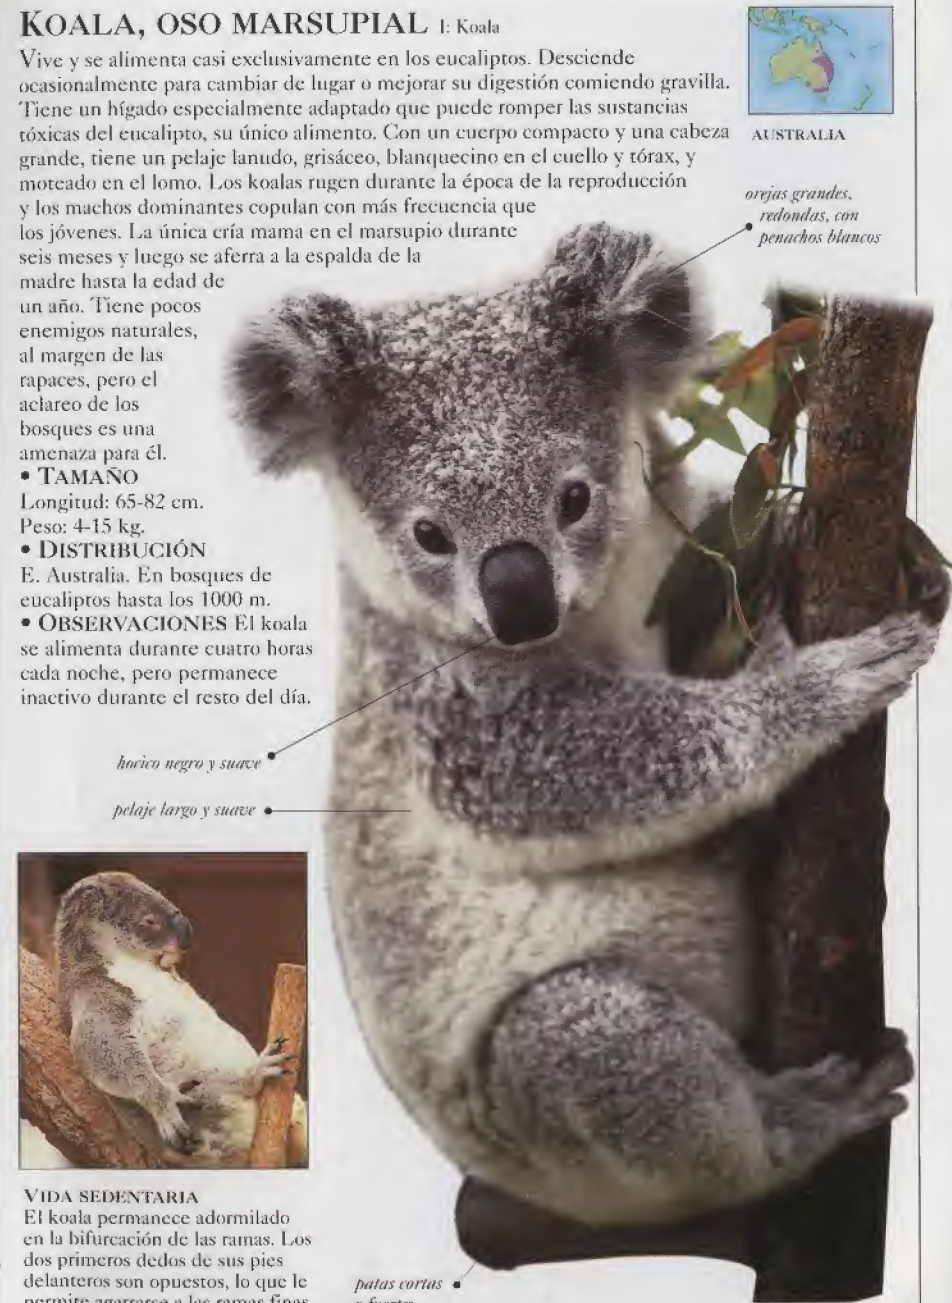 KOALA, OSO MARSUPIAL I: Koala
Vive y se alimenta casi exclusivamente en los eucaliptos. Desciende
ocasionalmente para cambiar de lugar o mejorar su digestión comiendo gravilla.
Tiene un hígado especialmente adaptado que puede romper las sustancias
tóxicas del eucalipto, su único alimento. Con un cuerpo compacto y una cabeza
grande, tiene un pelaje lanudo, grisáceo, blanquecino en el cuello y tórax, y
moteado en el lomo. Los koalas rugen durante la época de la reproducción
y los machos dominantes copulan con más frecuencia que
los jóvenes. La única cría mama en el marsupio durante
seis meses y luego se aferra a la espalda de la
madre hasta la edad de
un año. Tiene pocos
enemigos naturales,
al margen de las
rapaces, pero el
aclareo de los
bosques es una
amenaza para él.
• TAMAÑO
Longitud: 65-82 cm.
Peso: 4-15 kg.
• DISTRIBUCIÓN
E. Australia. En bosques de
eucaliptos hasta los 1000 m.
• OBSERVACIONES El koala
se alimenta durante cuatro horas
cada noche, pero permanece
inactivo durante el resto del día.
AUSTRALIA
orejas grandes,
redondas, con
penachos blancos
horico negro y suave
pelaje largo y suave
VIDA SEDENTARIA
El koala permanece adormilado
en la bifurcación de las ramas. Los
dos primeros dedos de sus pies
delanteros son opuestos, lo que le
permite agarrarse a las ramas finas
patas cortas
y fuertes